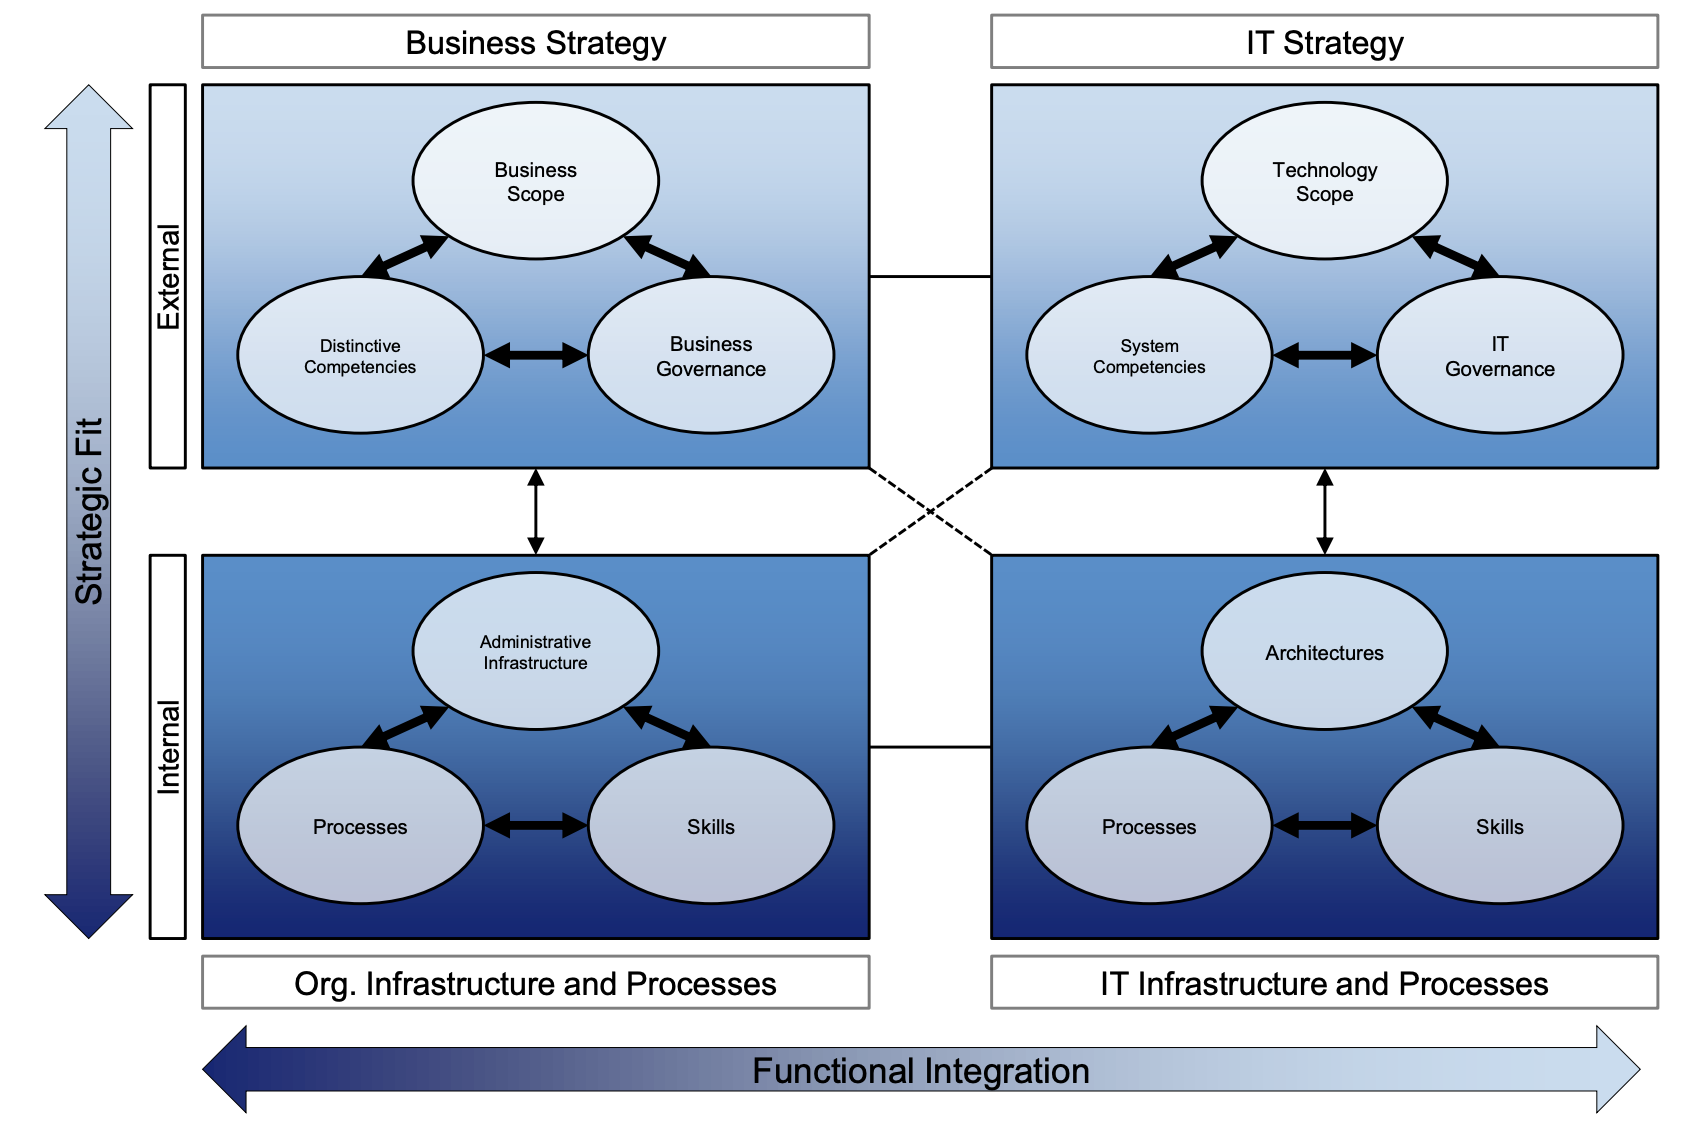 Business Strategy
IT Strategy
Strategic Fit
External
Business
Scope
Distinctive
Competencies
Business
Governance
Technology
Scope
System
Competencies
IT
Governance
Internal
Administrative
Infrastructure
Processes
Skills
Architectures
Processes
Skills
Org. Infrastructure and Processes
IT Infrastructure and Processes
Functional Integration